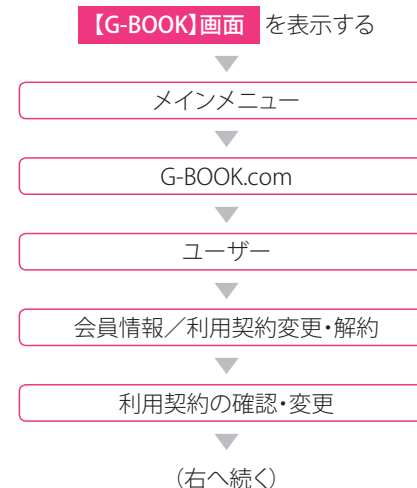 【G-BOOK】画面 を表示する
メインメニュー
G-BOOK.com
ユーザー
会員情報／利用契約変更・解約
利用契約の確認・変更
（右へ続く）